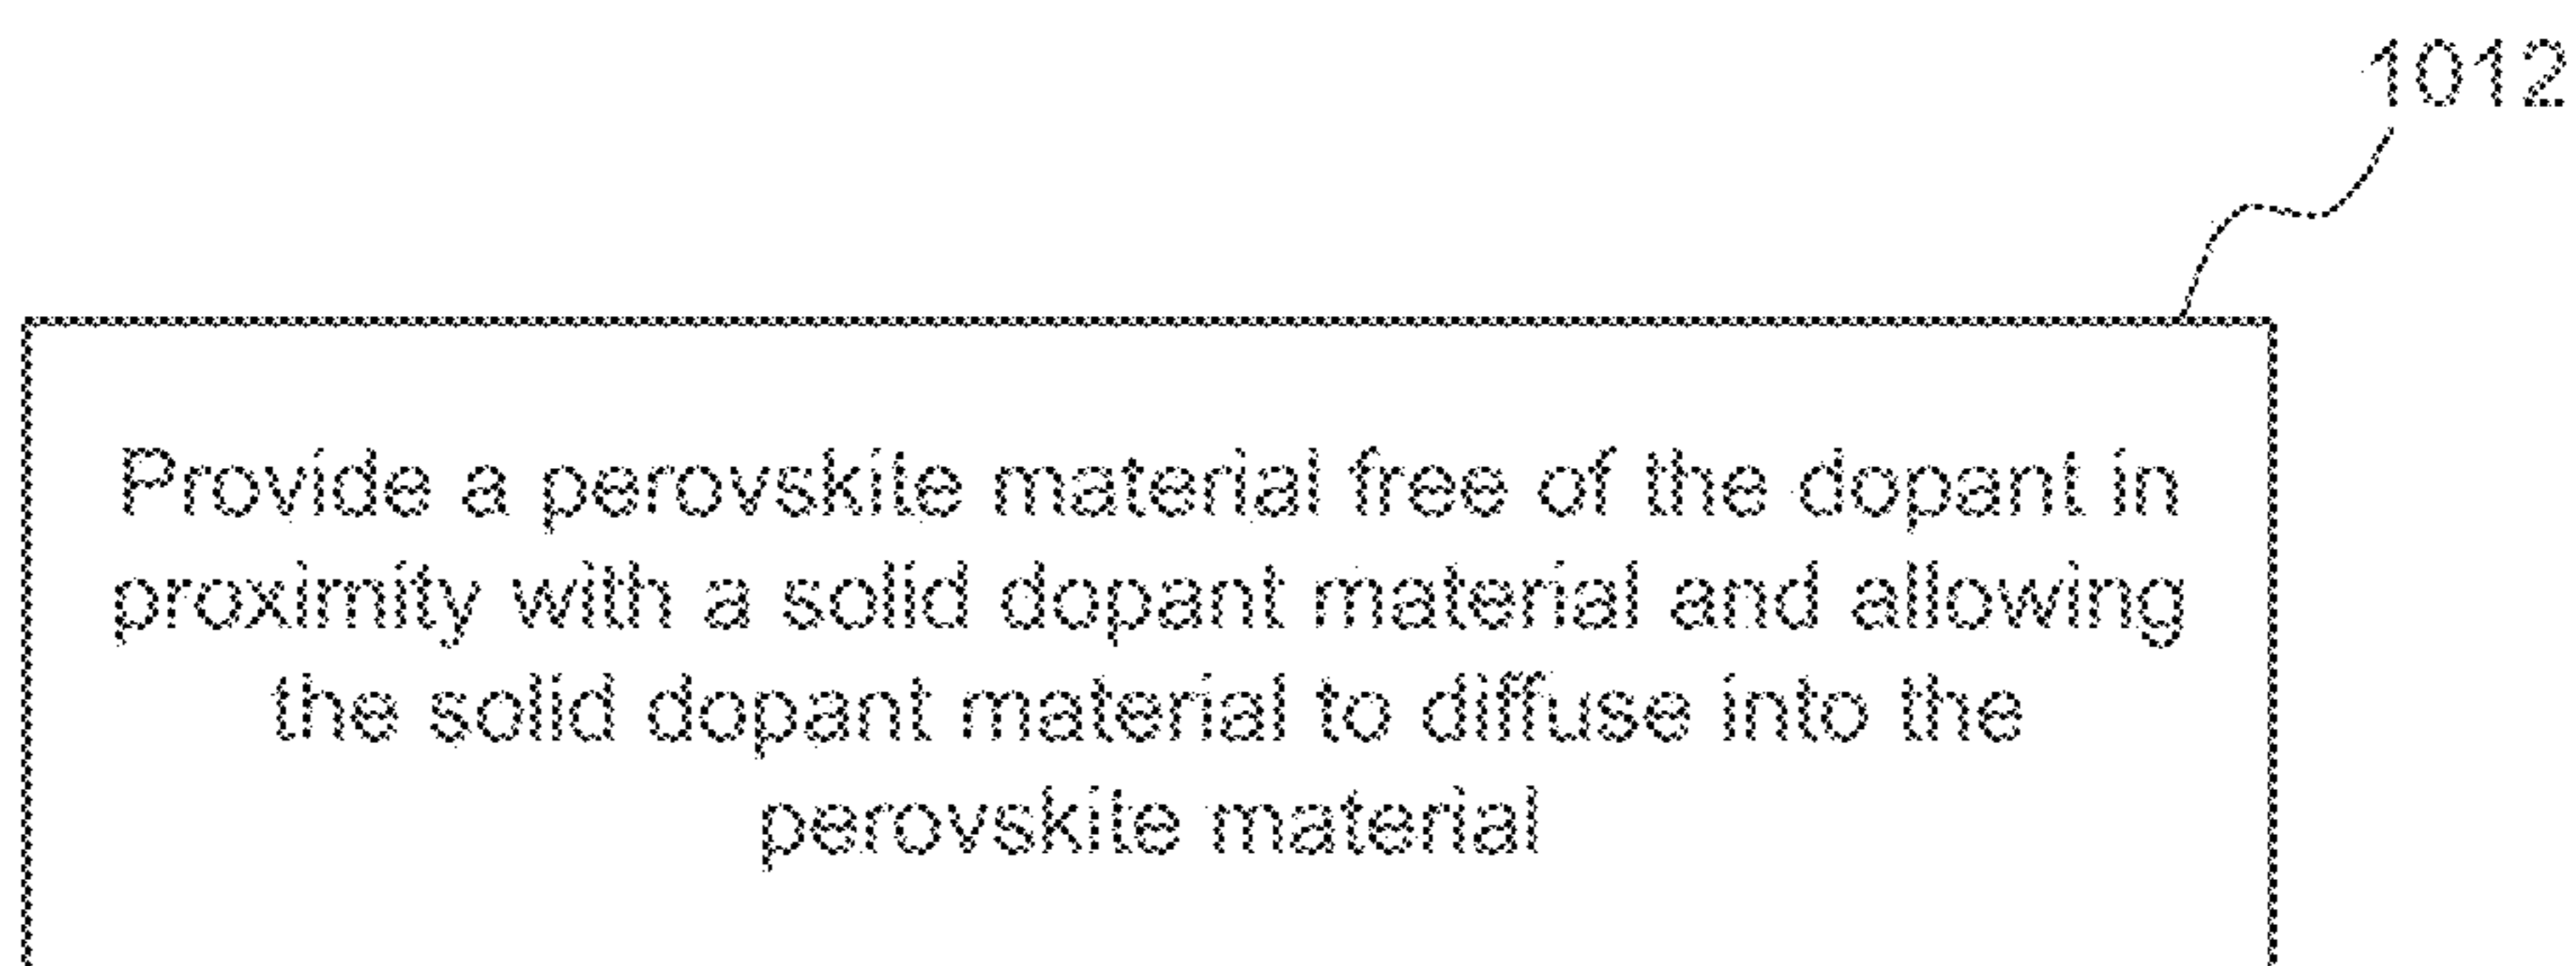 1012
Provide a perovskite material free of the dopant in
proximity with a solid dopant material and allowing
the solid dopant material to diffuse into the
perovskite material